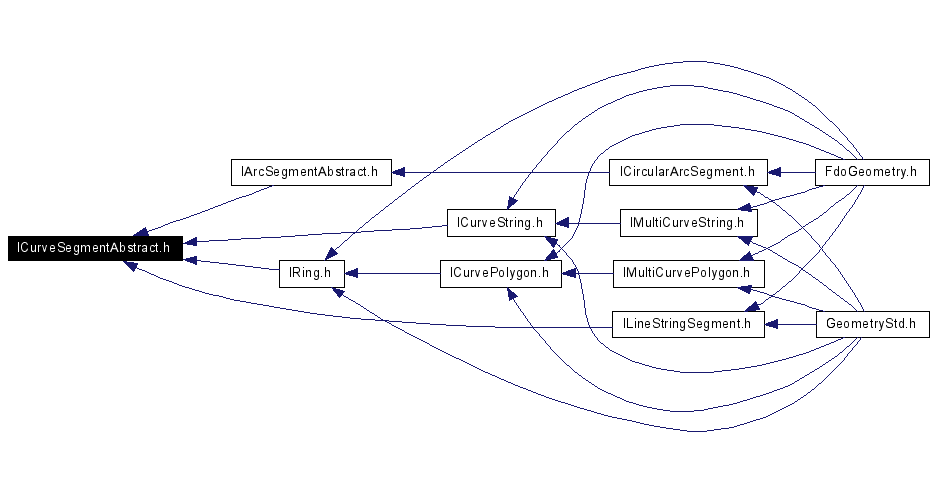 IArcSegmentAbstract.h
ICircularArcSegment.h
FdoGeometry.h
ICurveString.h
IMultiCurveString.h
ICurveSegmentAbstract.h
IRing.h
ICurvePolygon.h
IMultiCurvePolygon.h
ILineStringSegment.h
GeometryStd.h